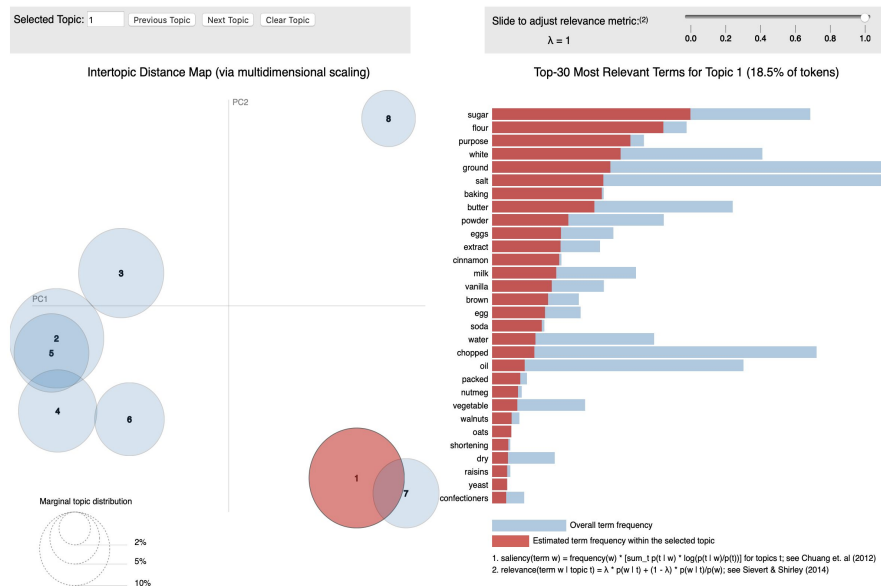 Selected Topic: 1 Previous Topic Next Topic Clear Topic
Slide to adjust relevance metric:(2)
λ = 1
0.0 0.2 0.4 0.6 0.8 1.0
Intertopic Distance Map (via multidimensional scaling)
PC2
PC1
8
3
2
5
4
6
1
7
Marginal topic distribution
2%
5%
10%
Top-30 Most Relevant Terms for Topic 1 (18.5% of tokens)
sugar
flour
purpose
white
ground
salt
baking
butter
powder
eggs
extract
cinnamon
milk
vanilla
brown
egg
soda
water
chopped
oil
packed
nutmeg
vegetable
walnuts
oats
shortening
dry
raisins
yeast
confectioners
Overall term frequency
Estimated term frequency within the selected topic
1. saliency(term w) = frequency(w) * [sum_t p(t | w) * log(p(t | w)/p(t))] for topics t; see Chuang et. al (2012)
2. relevance(term w | topic t) = λ * p(w | t) + (1 - λ) * p(w | t)/p(w); see Sievert & Shirley (2014)